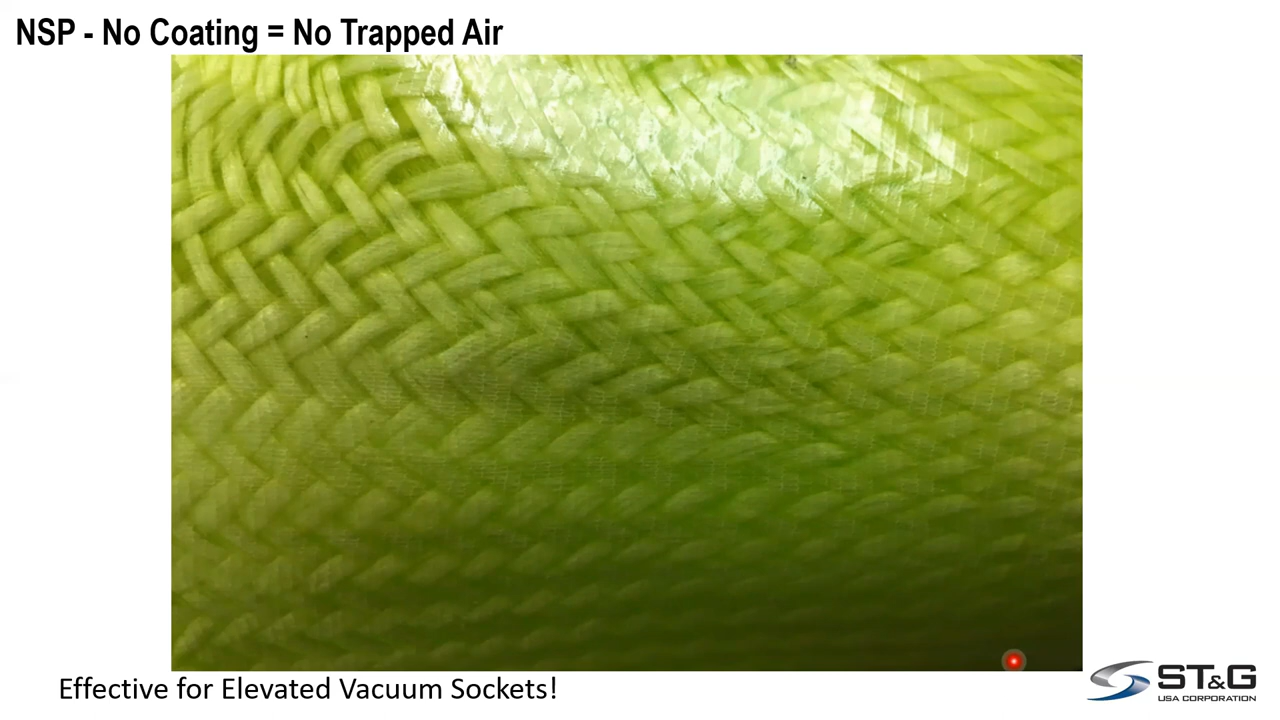 NSP - No Coating = No Trapped Air
Effective for Elevated Vacuum Sockets!
ST&G
USA CORPORATION